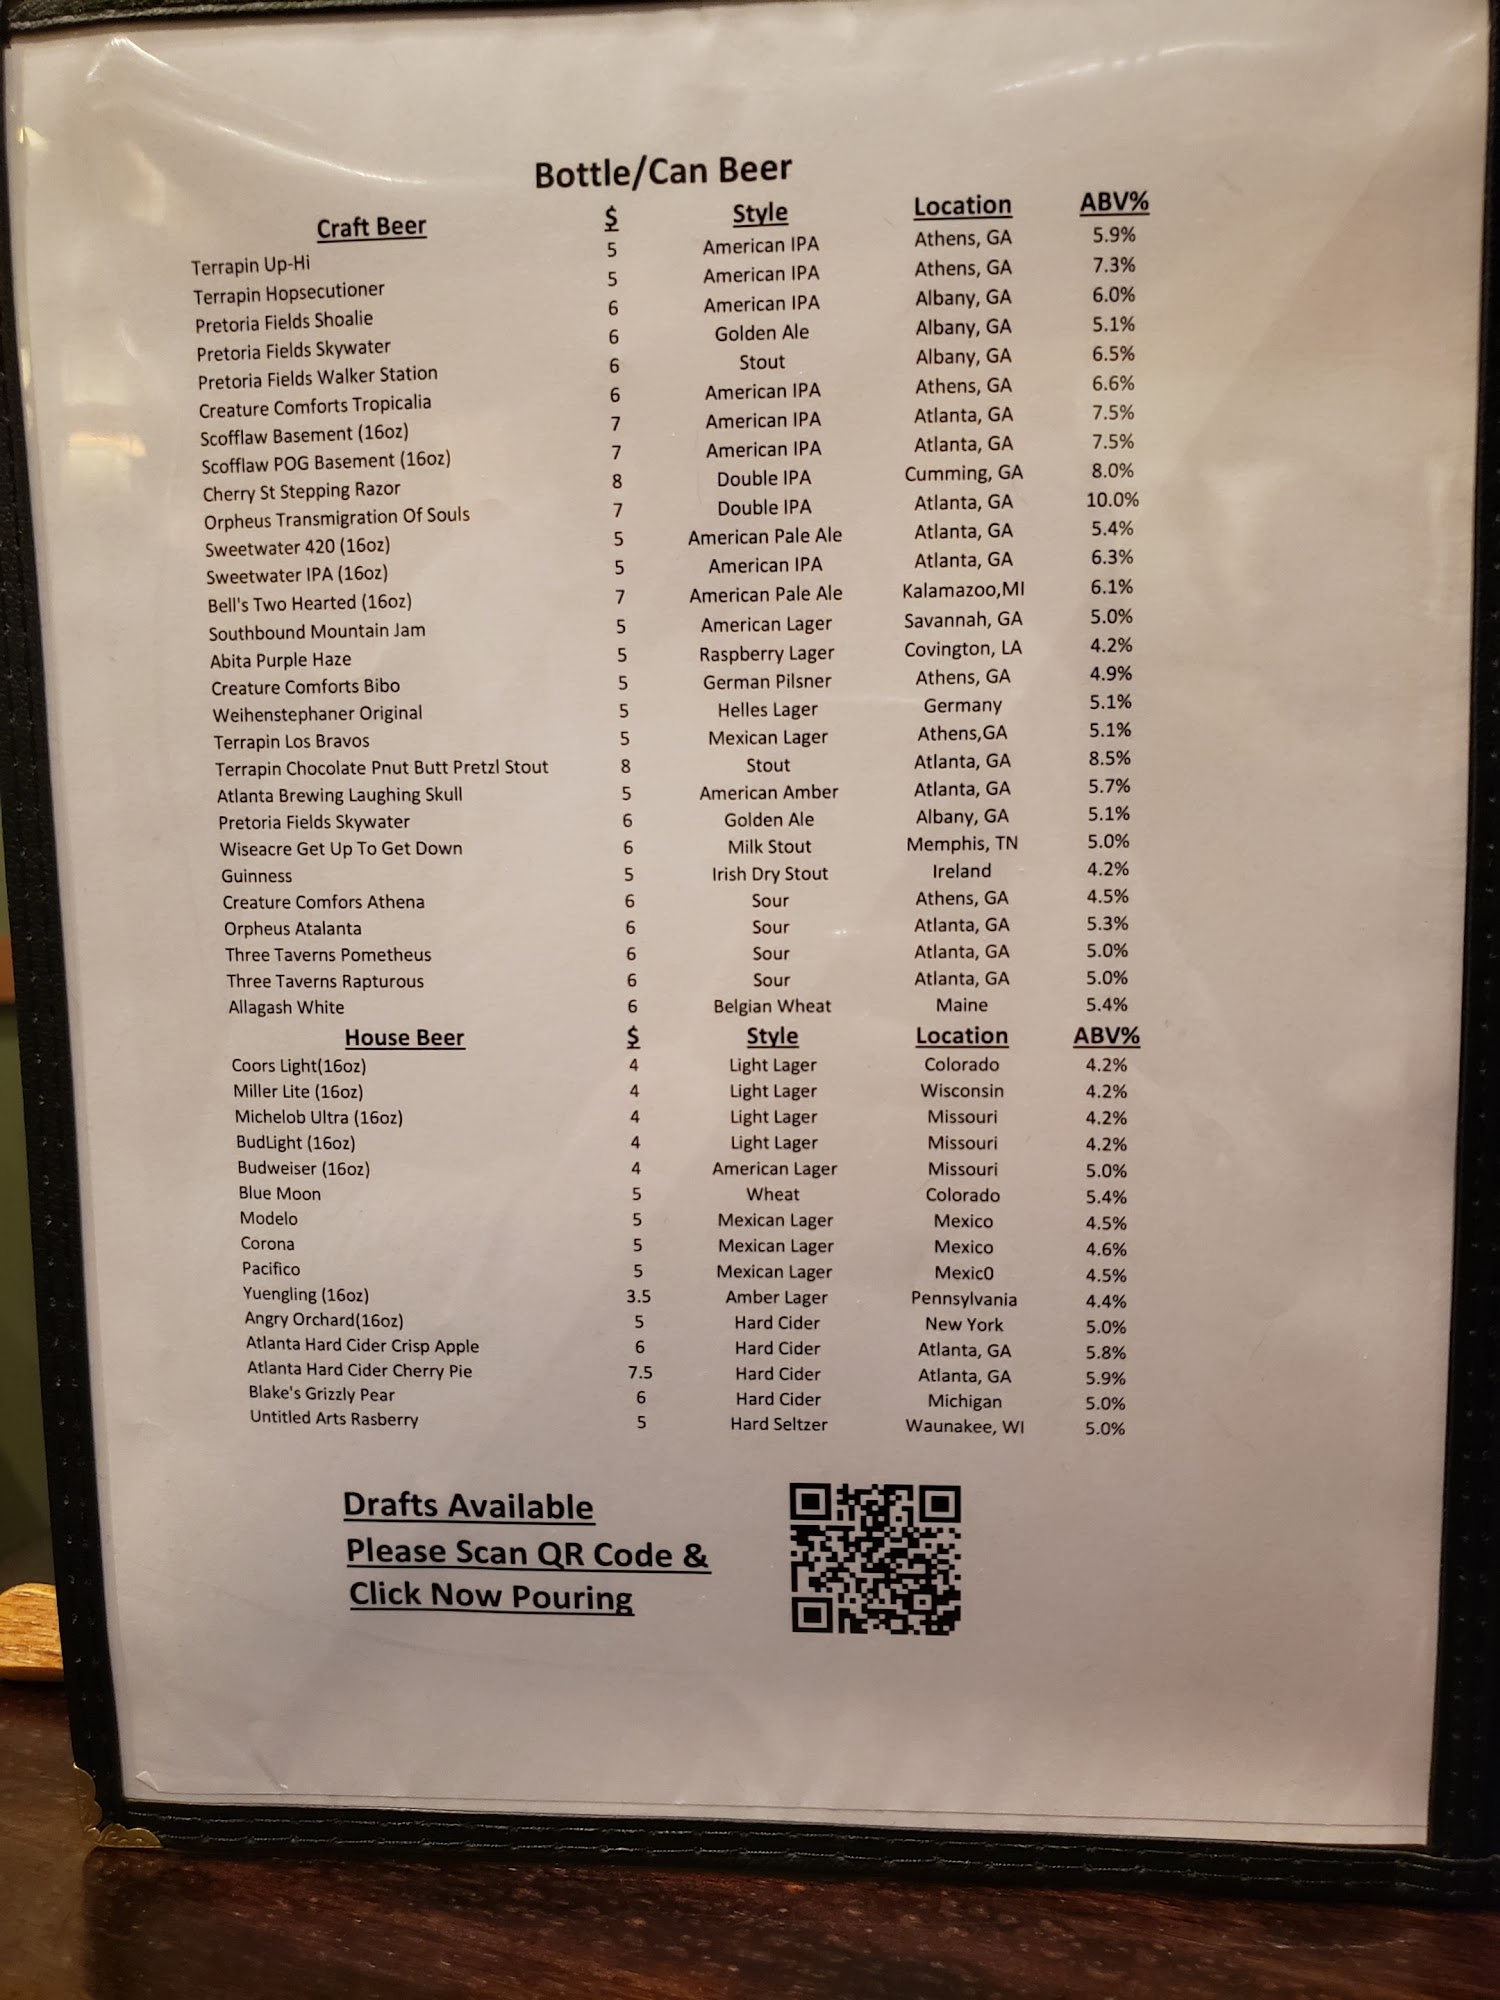 Bottle/Can Beer
Craft Beer $ Style Location ABV%
Terrapin Up-Hi 5 American IPA Athens, GA 5.9%
Terrapin Hopsecutioner 5 American IPA Athens, GA 7.3%
Pretoria Fields Shoalie 6 American IPA Albany, GA 6.0%
Pretoria Fields Skywater 6 Golden Ale Albany, GA 5.1%
Pretoria Fields Walker Station 6 Stout Albany, GA 6.5%
Creature Comforts Tropicalia 6 American IPA Athens, GA 6.6%
Scofflaw Basement (16oz) 7 American IPA Atlanta, GA 7.5%
Scofflaw POG Basement (16oz) 7 American IPA Atlanta, GA 7.5%
Cherry St Stepping Razor 8 Double IPA Cumming, GA 8.0%
Orpheus Transmigration Of Souls 7 Double IPA Atlanta, GA 10.0%
Sweetwater 420 (16oz) 5 American Pale Ale Atlanta, GA 5.4%
Sweetwater IPA (16oz) 5 American IPA Atlanta, GA 6.3%
Bell's Two Hearted (16oz) 7 American Pale Ale Kalamazoo,MI 6.1%
Southbound Mountain Jam 5 American Lager Savannah, GA 5.0%
Abita Purple Haze 5 Raspberry Lager Covington, LA 4.2%
Creature Comforts Bibo 5 German Pilsner Athens, GA 4.9%
Weihenstephaner Original 5 Helles Lager Germany 5.1%
Terrapin Los Bravos 5 Mexican Lager Athens,GA 5.1%
Terrapin Chocolate Pnut Butt Pretzl Stout 8 Stout Atlanta, GA 8.5%
Atlanta Brewing Laughing Skull 5 American Amber Atlanta, GA 5.7%
Pretoria Fields Skywater 6 Golden Ale Albany, GA 5.1%
Wiseacre Get Up To Get Down 6 Milk Stout Memphis, TN 5.0%
Guinness 5 Irish Dry Stout Ireland 4.2%
Creature Comfors Athena 6 Sour Athens, GA 4.5%
Orpheus Atalanta 6 Sour Atlanta, GA 5.3%
Three Taverns Pometheus 6 Sour Atlanta, GA 5.0%
Three Taverns Rapturous 6 Sour Atlanta, GA 5.0%
Allagash White 6 Belgian Wheat Maine 5.4%
House Beer $ Style Location ABV%
Coors Light(16oz) 4 Light Lager Colorado 4.2%
Miller Lite (16oz) 4 Light Lager Wisconsin 4.2%
Michelob Ultra (16oz) 4 Light Lager Missouri 4.2%
BudLight (16oz) 4 Light Lager Missouri 4.2%
Budweiser (16oz) 4 American Lager Missouri 5.0%
Blue Moon 5 Wheat Colorado 5.4%
Modelo 5 Mexican Lager Mexico 4.5%
Corona 5 Mexican Lager Mexico 4.6%
Pacifico 5 Mexican Lager Mexic0 4.5%
Yuengling (16oz) 3.5 Amber Lager Pennsylvania 4.4%
Angry Orchard(16oz) 5 Hard Cider New York 5.0%
Atlanta Hard Cider Crisp Apple 6 Hard Cider Atlanta, GA 5.8%
Atlanta Hard Cider Cherry Pie 7.5 Hard Cider Atlanta, GA 5.9%
Blake's Grizzly Pear 6 Hard Cider Michigan 5.0%
Untitled Arts Rasberry 5 Hard Seltzer Waunakee, WI 5.0%
Drafts Available
Please Scan QR Code &
Click Now Pouring